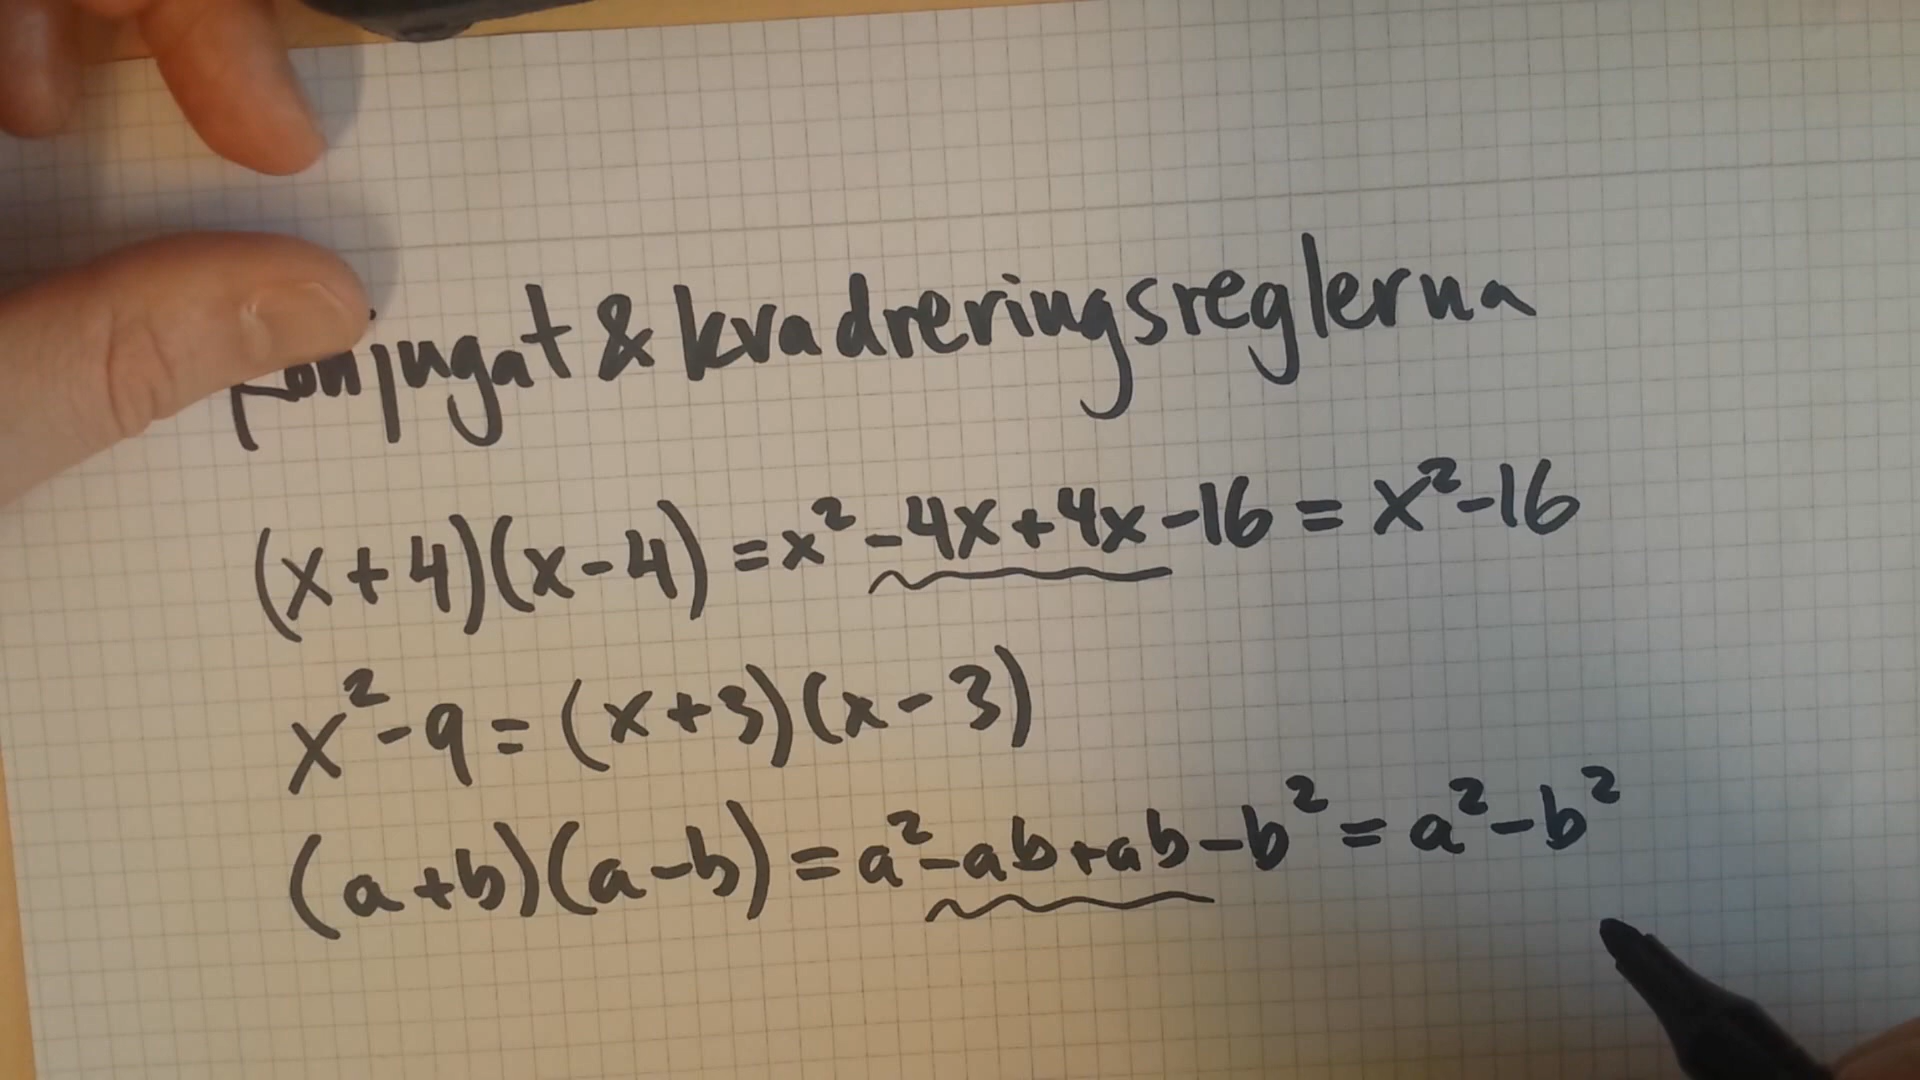 Konjugat & kvadreringsreglerna
(x+4)(x-4) = x² - 4x + 4x - 16 = x² - 16
x² - 9 = (x+3)(x-3)
(a+b)(a-b) = a² - ab + ab - b² = a² - b²